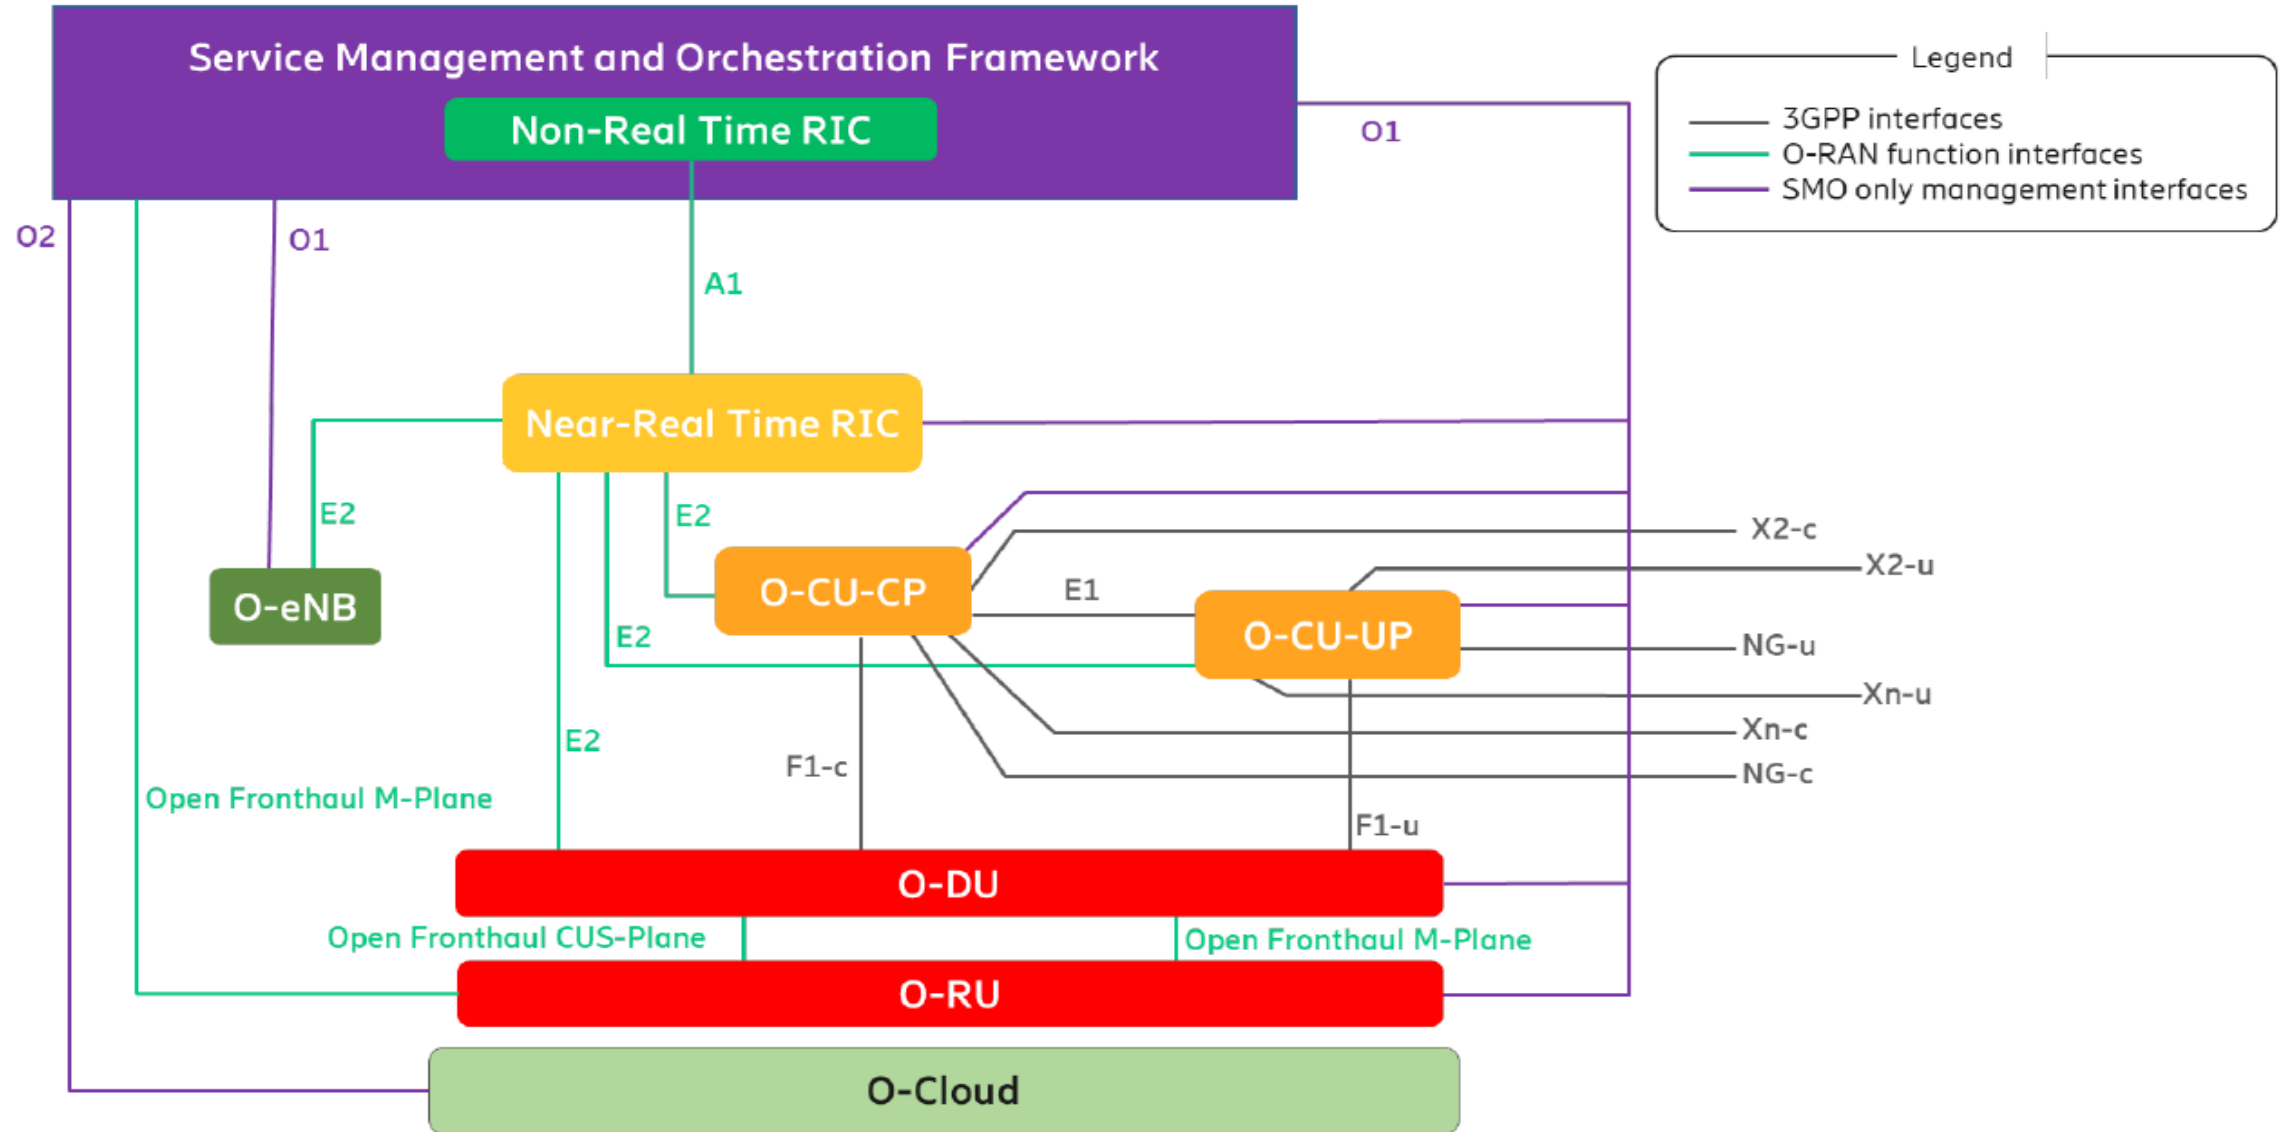 Service Management and Orchestration Framework
Non-Real Time RIC
Legend
3GPP interfaces
O-RAN function interfaces
SMO only management interfaces
O1
O2
O1
A1
Near-Real Time RIC
E2
E2
X2-c
X2-u
O-CU-CP
E1
O-eNB
E2
O-CU-UP
NG-u
Xn-u
Xn-c
E2
F1-c
NG-c
Open Fronthaul M-Plane
F1-u
O-DU
Open Fronthaul CUS-Plane
Open Fronthaul M-Plane
O-RU
O-Cloud